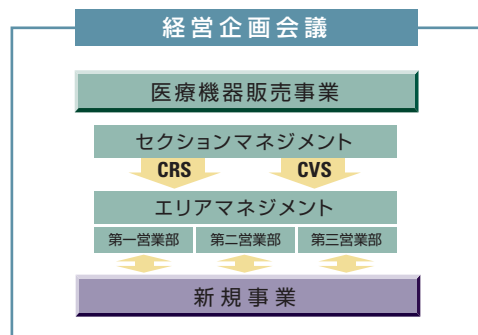 経営企画会議
医療機器販売事業
セクションマネジメント
CRS CVS
エリアマネジメント
第一営業部 第二営業部 第三営業部
新規事業